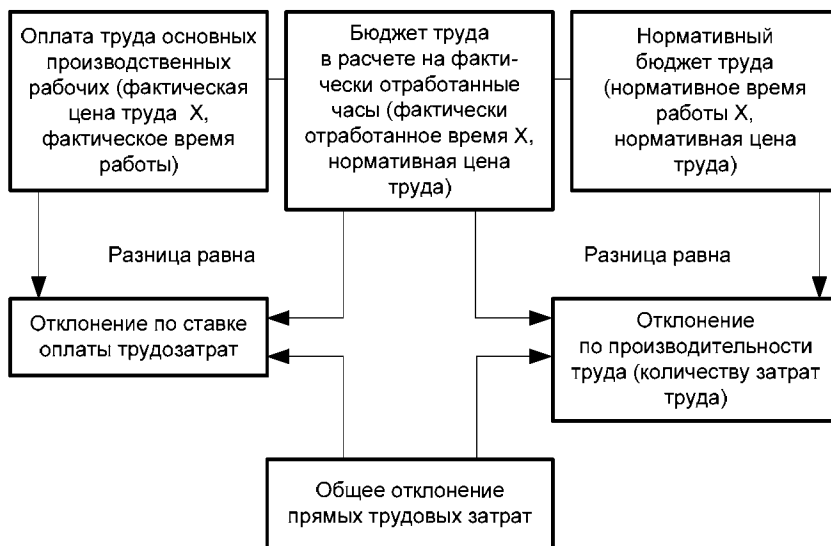 Оплата труда основных
производственных
рабочих (фактическая
цена труда X,
фактическое время
работы)
Бюджет труда
в расчете на факти-
чески отработанные
часы (фактически
отработанное время X,
нормативная цена
труда)
Нормативный
бюджет труда
(нормативное время
работы X,
нормативная цена
труда)
Разница равна
Разница равна
Отклонение по ставке
оплаты трудозатрат
Отклонение
по производительности
труда (количеству затрат
труда)
Общее отклонение
прямых трудовых затрат